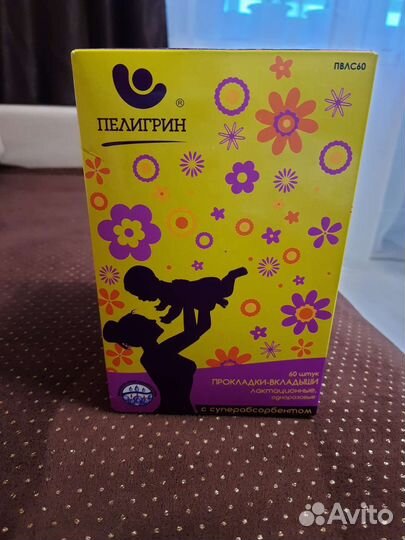 ПВЛС60
®
ПЕЛИГРИН
60 штук
ПРОКЛАДКИ-ВКЛАДЫШИ
лактационные,
одноразовые
с суперабсорбентом
Avito